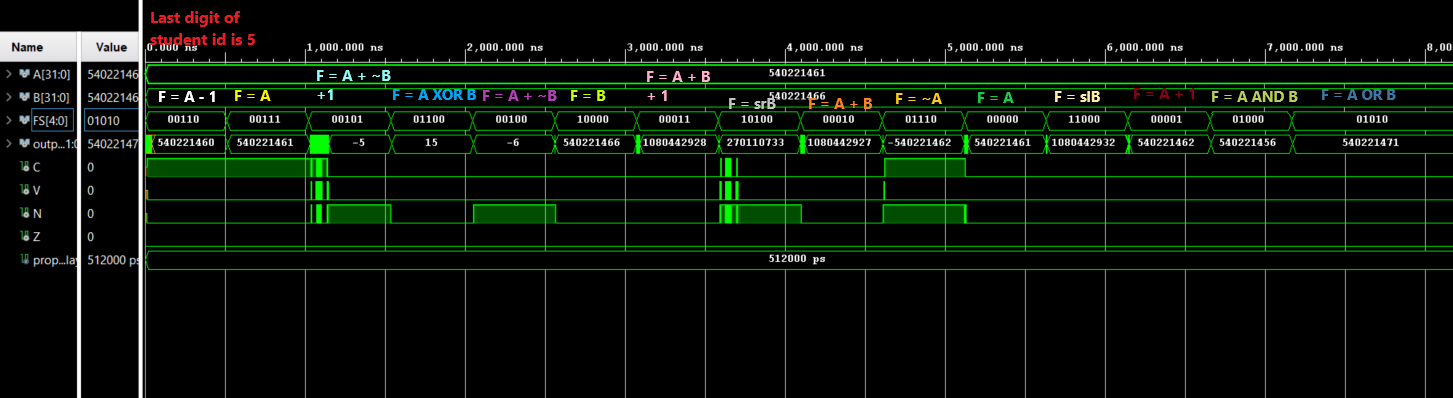 Last digit of
student id is 5
Name Value
0.000 ns 1,000.000 ns 2,000.000 ns 3,000.000 ns 4,000.000 ns 5,000.000 ns 6,000.000 ns 7,000.000 ns 8,0
A[31:0] 540221461 F = A + ~B F = A + B 540221461
B[31:0] 540221466 F = A - 1 F = A +1 F = A XOR B F = A + ~B F = B + 1 F = srB 540221466 F = A + B F = ~A F = A F = slB F = A + 1 F = A AND B F = A OR B
FS[4:0] 01010 00110 00111 00101 01100 00100 10000 00011 10100 00010 01110 00000 11000 00001 01000 01010
outp...1:0 54022147 540221460 540221461 -5 15 -6 540221466 1080442928 270110733 1080442927 -540221462 540221461 1080442932 540221462 540221456 540221471
C 0
V 0
N 0
Z 0
prop...lay 512000 ps 512000 ps